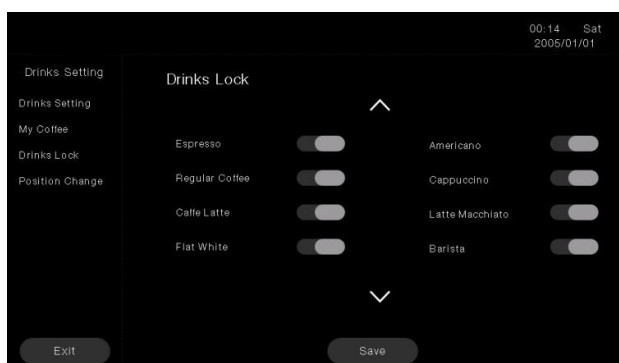 00:14 Sat
2005/01/01
Drinks Setting
Drinks Setting
My Coffee
Drinks Lock
Position Change
Exit
Drinks Lock
Espresso
Americano
Regular Coffee
Cappuccino
Caffe Latte
Latte Macchiato
Flat White
Barista
Save